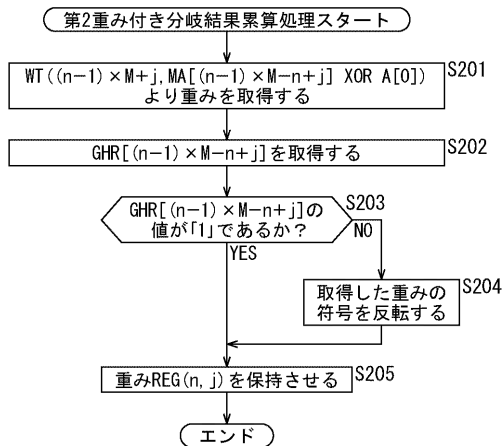 第2重み付き分岐結果累算処理スタート
S201
WT((n−1)×M+j,MA[(n−1)×M−n+j] XOR A[0])
より重みを取得する
S202
GHR[(n−1)×M−n+j]を取得する
S203
GHR[(n−1)×M−n+j]の
値が「1」であるか？
NO
YES
S204
取得した重みの
符号を反転する
重みREG(n,j)を保持させる
S205
エンド